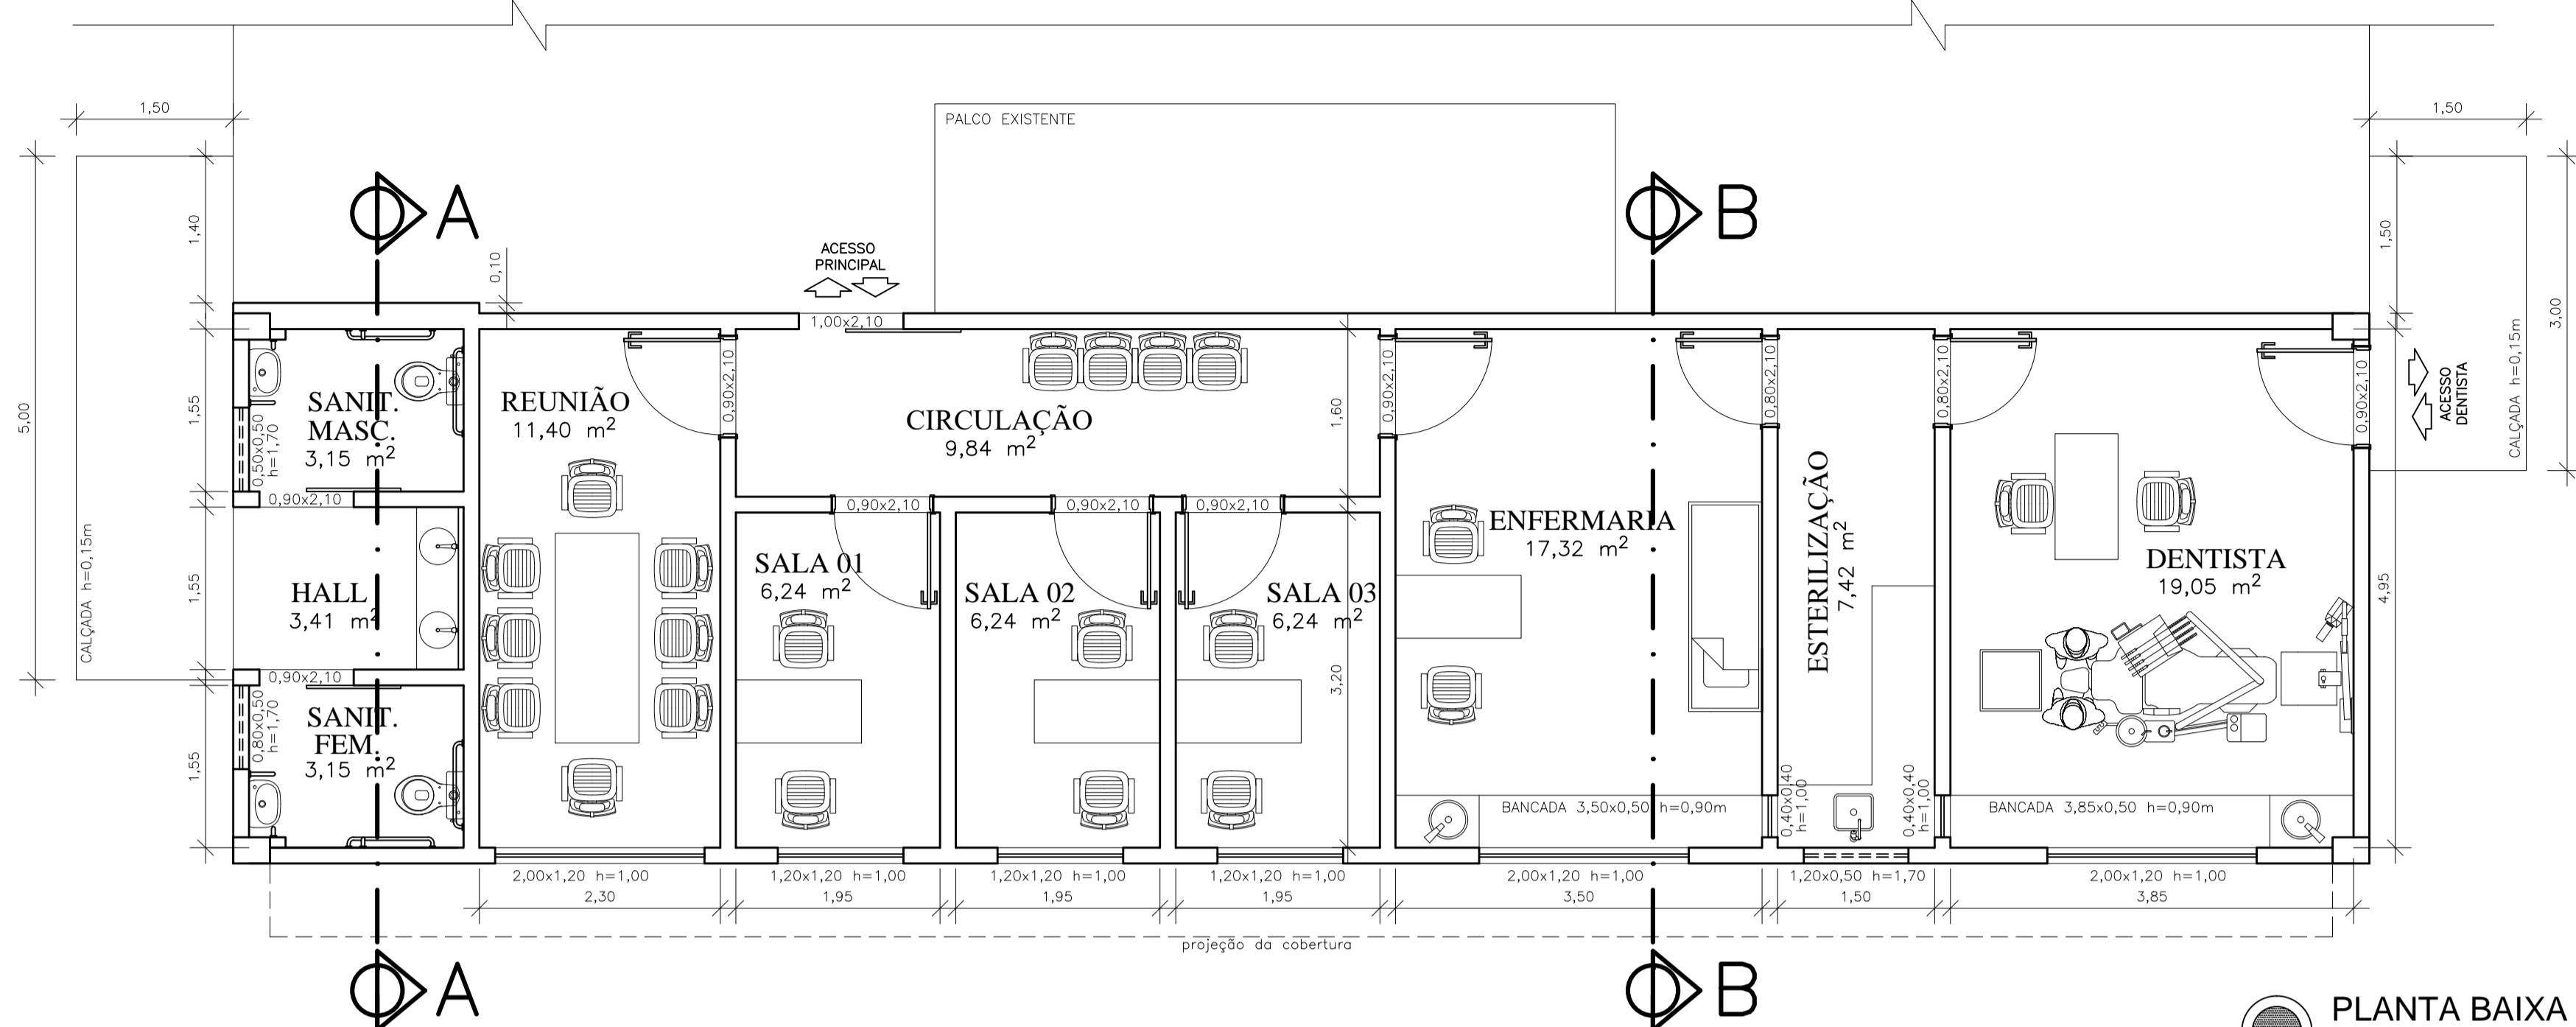 1,50
PALCO EXISTENTE
1,50
5,00
1,40
A
0,10
ACESSO
PRINCIPAL
B
1,50
3,00
CALÇADA h=0,15m
1,00x2,10
SANIT.
MASC.
3,15 m²
0,50x0,50
h=1,70
1,55
0,90x2,10
REUNIÃO
11,40 m²
0,90x2,10
CIRCULAÇÃO
9,84 m²
1,60
0,90x2,10
0,80x2,10
0,80x2,10
0,90x2,10
ACESSO
DENTISTA
CALÇADA h=0,15m
HALL
3,41 m²
1,55
0,90x2,10
0,90x2,10
0,90x2,10
0,90x2,10
SALA 01
6,24 m²
SALA 02
6,24 m²
SALA 03
6,24 m²
3,20
ENFERMARIA
17,32 m²
ESTERILIZAÇÃO
7,42 m²
DENTISTA
19,05 m²
4,95
SANIT.
FEM.
3,15 m²
0,80x0,50
h=1,70
1,55
BANCADA 3,50x0,50 h=0,90m
0,40x0,40
h=1,00
0,40x0,40
h=1,00
BANCADA 3,85x0,50 h=0,90m
2,00x1,20 h=1,00
1,20x1,20 h=1,00
1,20x1,20 h=1,00
1,20x1,20 h=1,00
2,00x1,20 h=1,00
1,20x0,50 h=1,70
2,00x1,20 h=1,00
2,30
1,95
1,95
1,95
3,50
1,50
3,85
projeção da cobertura
A
B
PLANTA BAIXA